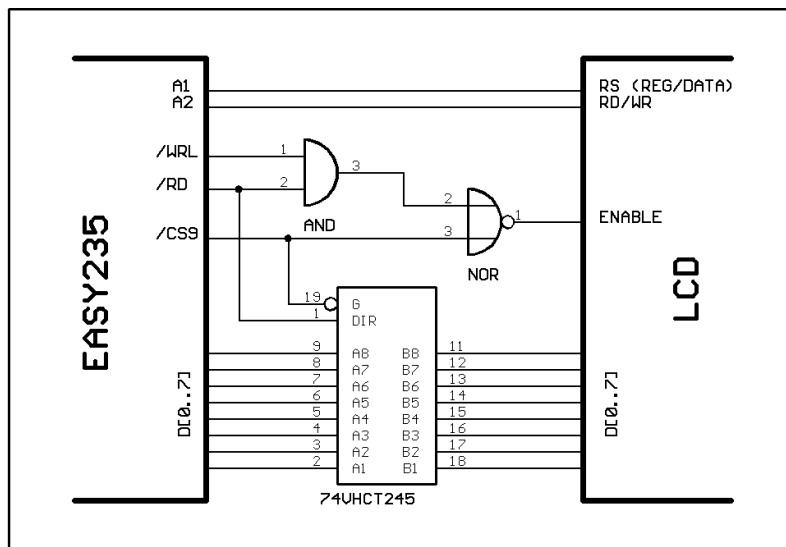 A1
A2
RS (REG/DATA)
RD/WR
/WRL
1
3
/RD
2
2
1
ENABLE
AND
/CS9
3
NOR
EASY235
LCD
19
G
1
DIR
9 A8 B8 11
8 A7 B7 12
7 A6 B6 13
6 A5 B5 14
5 A4 B4 15
4 A3 B3 16
3 A2 B2 17
2 A1 B1 18
D[0..7]
D[0..7]
74VHCT245